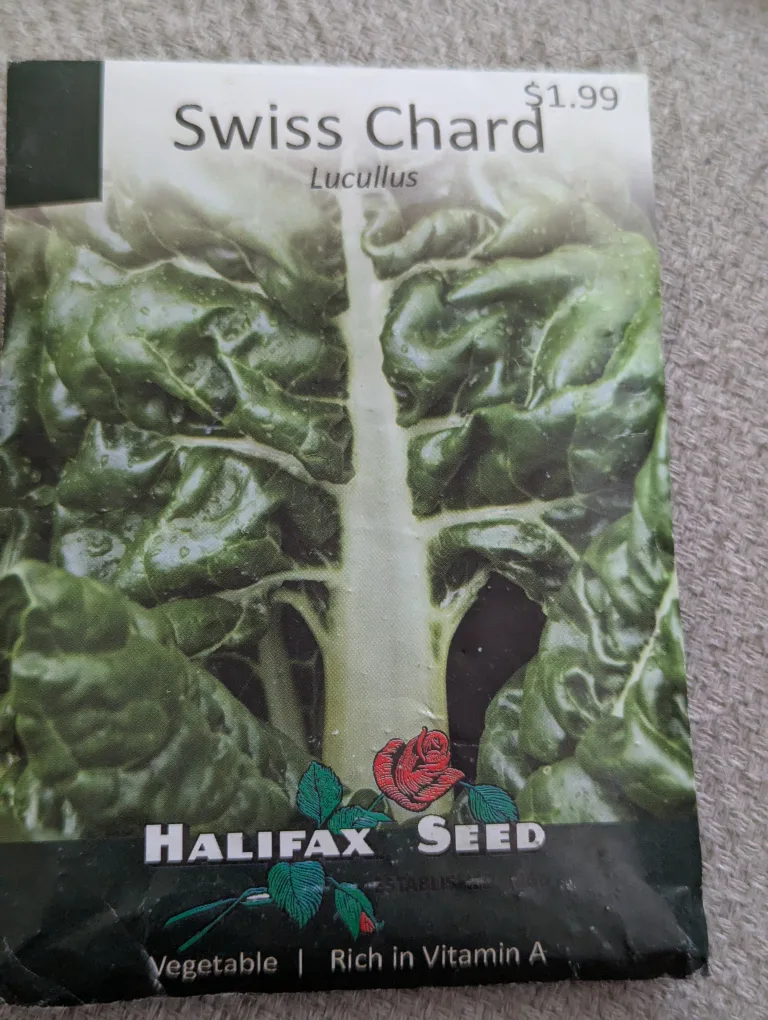 $1.99
Swiss Chard
Lucullus
HALIFAX SEED
Vegetable | Rich in Vitamin A